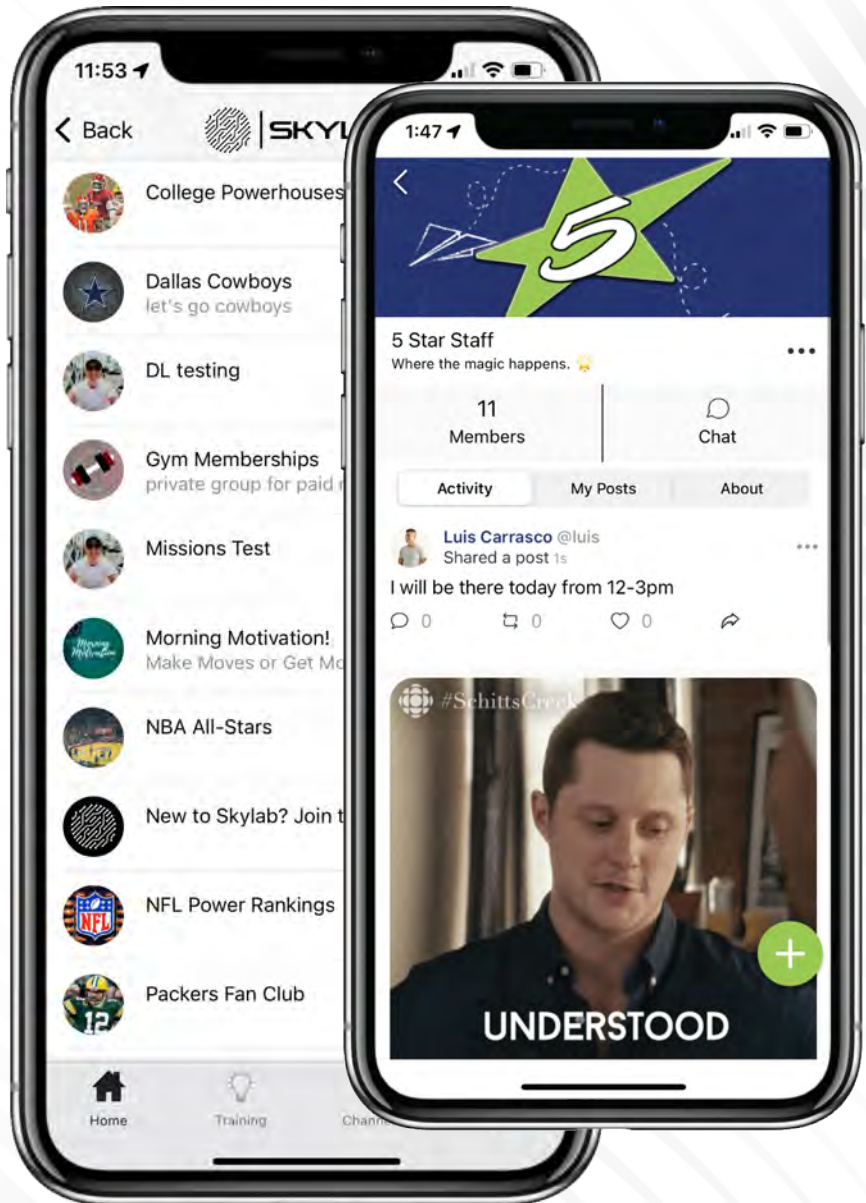 11:53
Back
College Powerhouses
Dallas Cowboys
let's go cowboys
DL testing
Gym Memberships
private group for paid
Missions Test
Morning Motivation!
Make Moves or Get
NBA All-Stars
New to Skylab? Join
NFL Power Rankings
NFL
Packers Fan Club
12
Home
Training
1:47
5
5 Star Staff
Where the magic happens.
11
Members
Chat
Activity
My Posts
About
Luis Carrasco @luis
Shared a post 1s
I will be there today from 12-3pm
0
0
0
#SchittsCreek
UNDERSTOOD